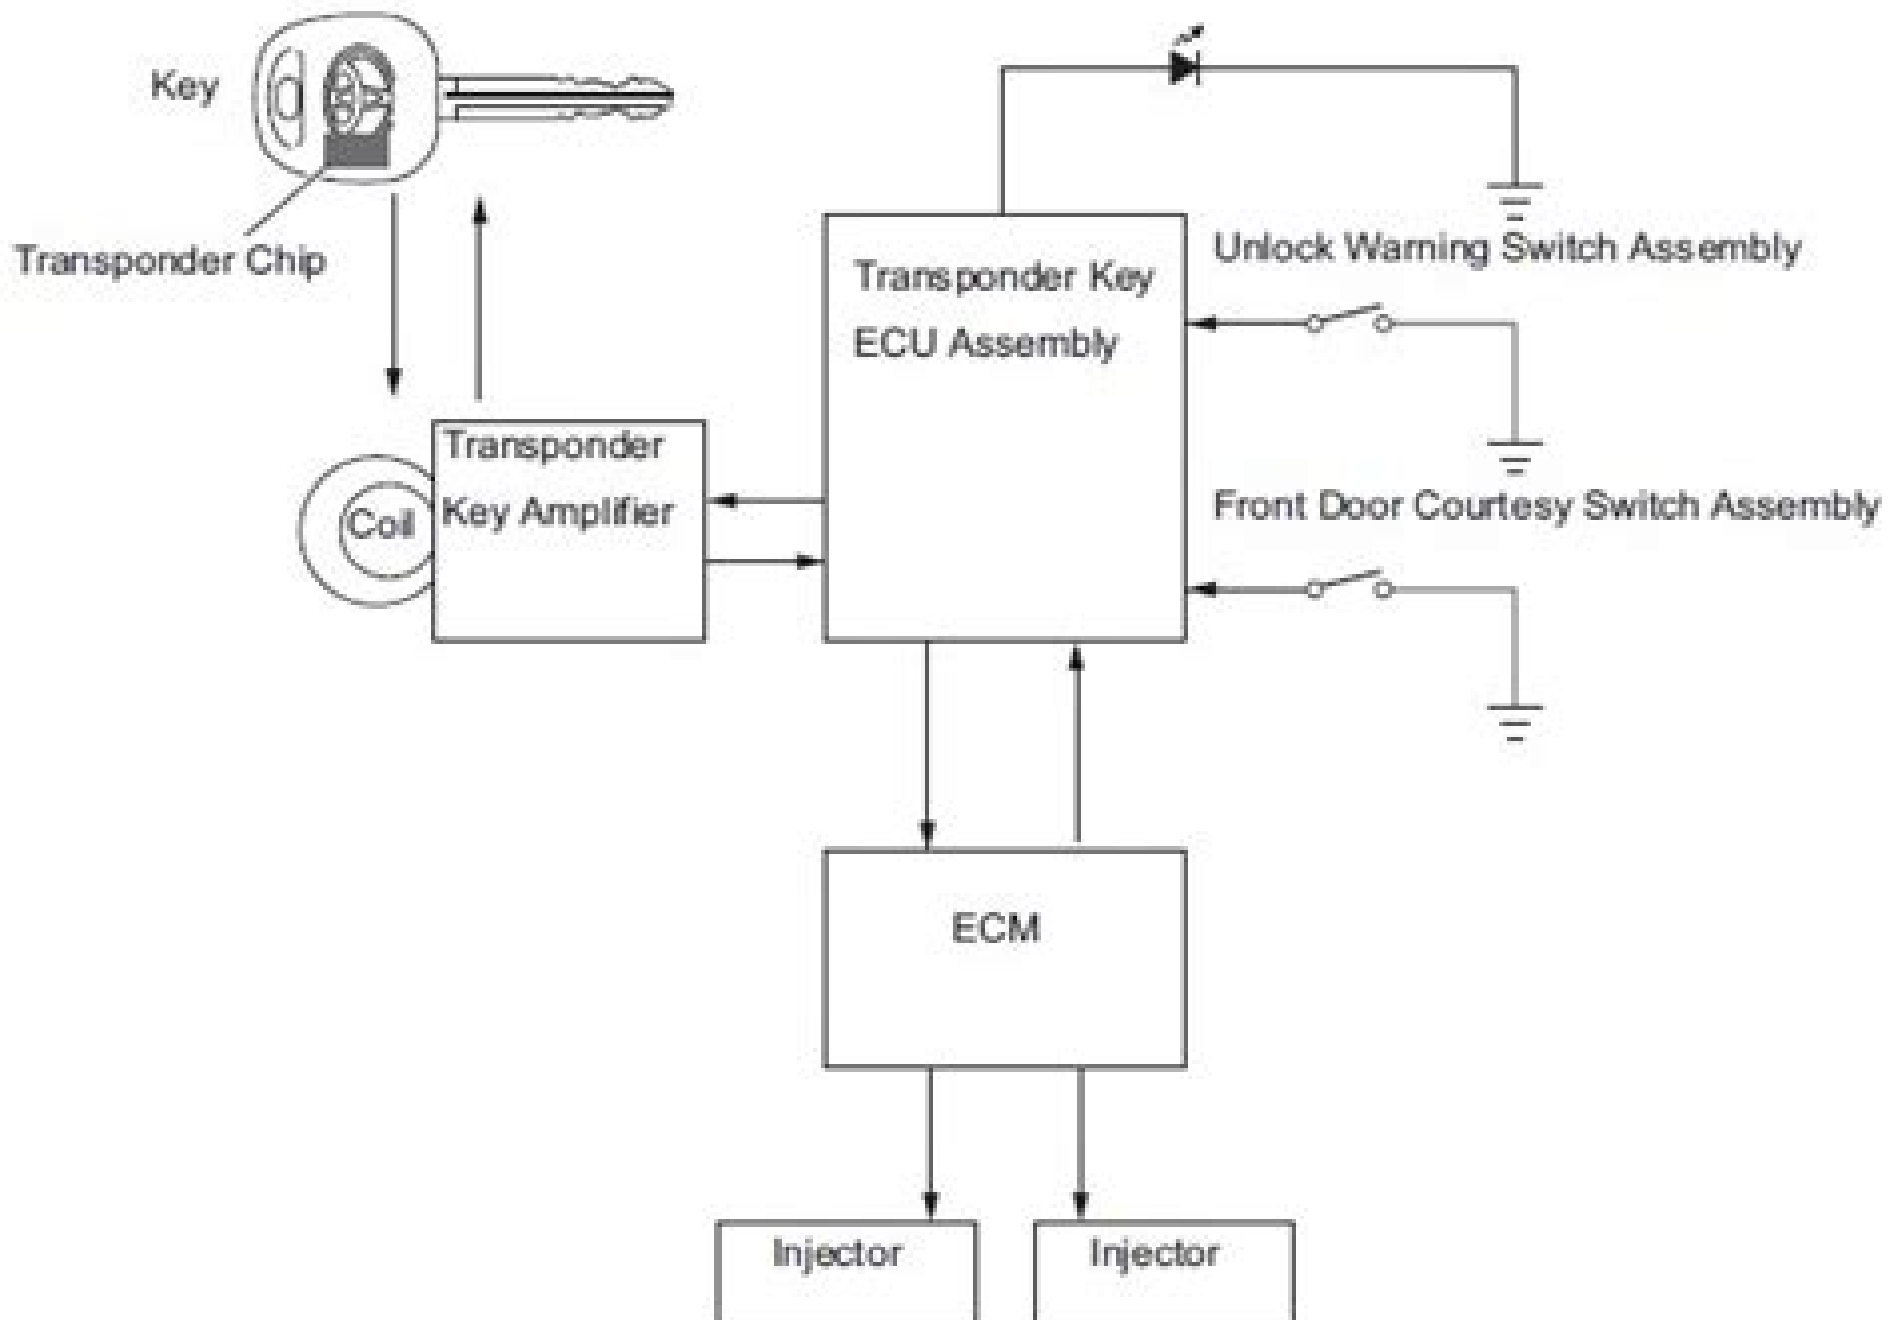 Key
Transponder Chip
Transponder Key
ECU Assembly
Unlock Warning Switch Assembly
Transponder
Key Amplifier
Coil
Front Door Courtesy Switch Assembly
ECM
Injector
Injector